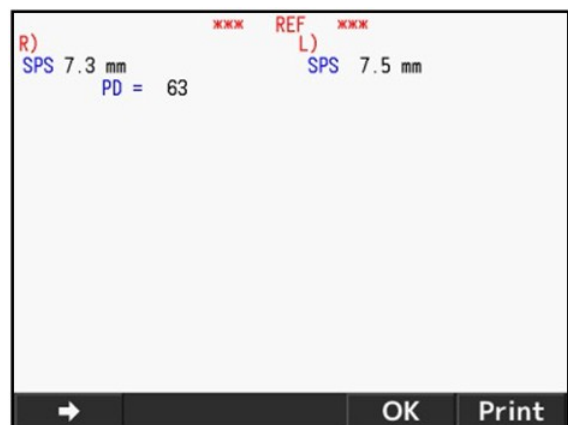 *** REF ***
R) L)
SPS 7.3 mm SPS 7.5 mm
PD = 63
➡ OK Print